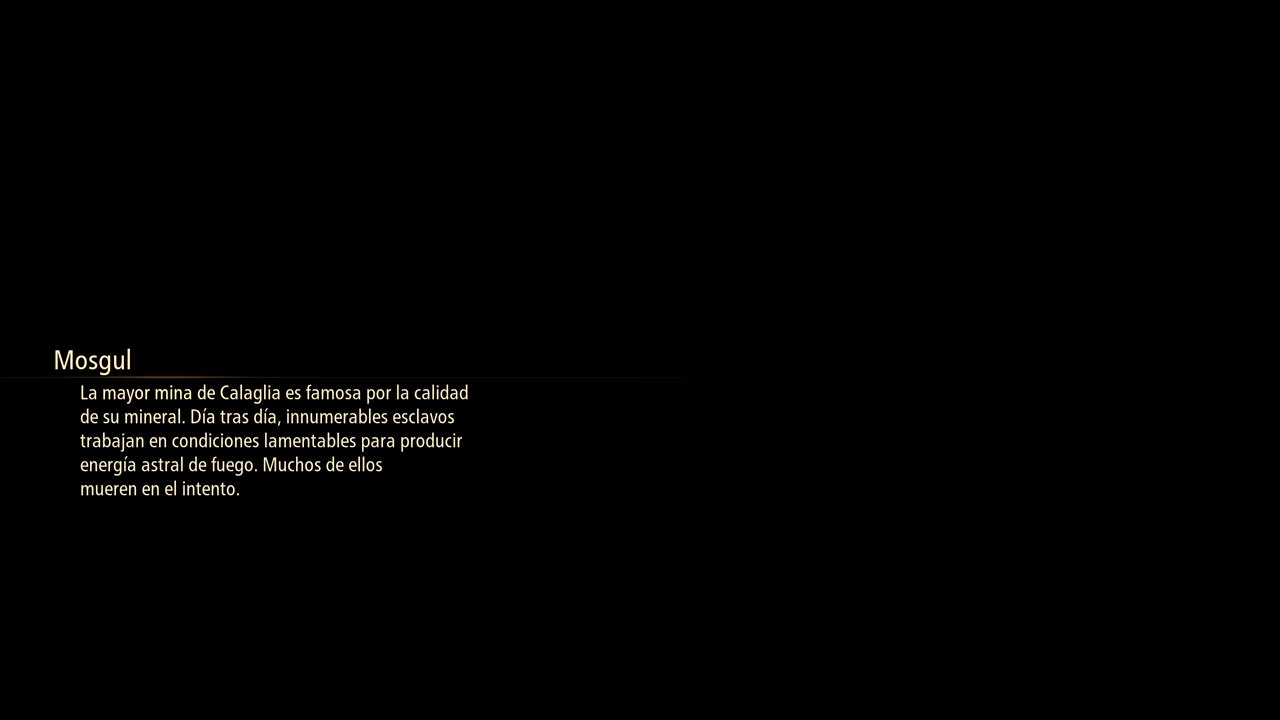 Mosgul
La mayor mina de Calaglia es famosa por la calidad
de su mineral. Día tras día, innumerables esclavos
trabajan en condiciones lamentables para producir
energía astral de fuego. Muchos de ellos
mueren en el intento.